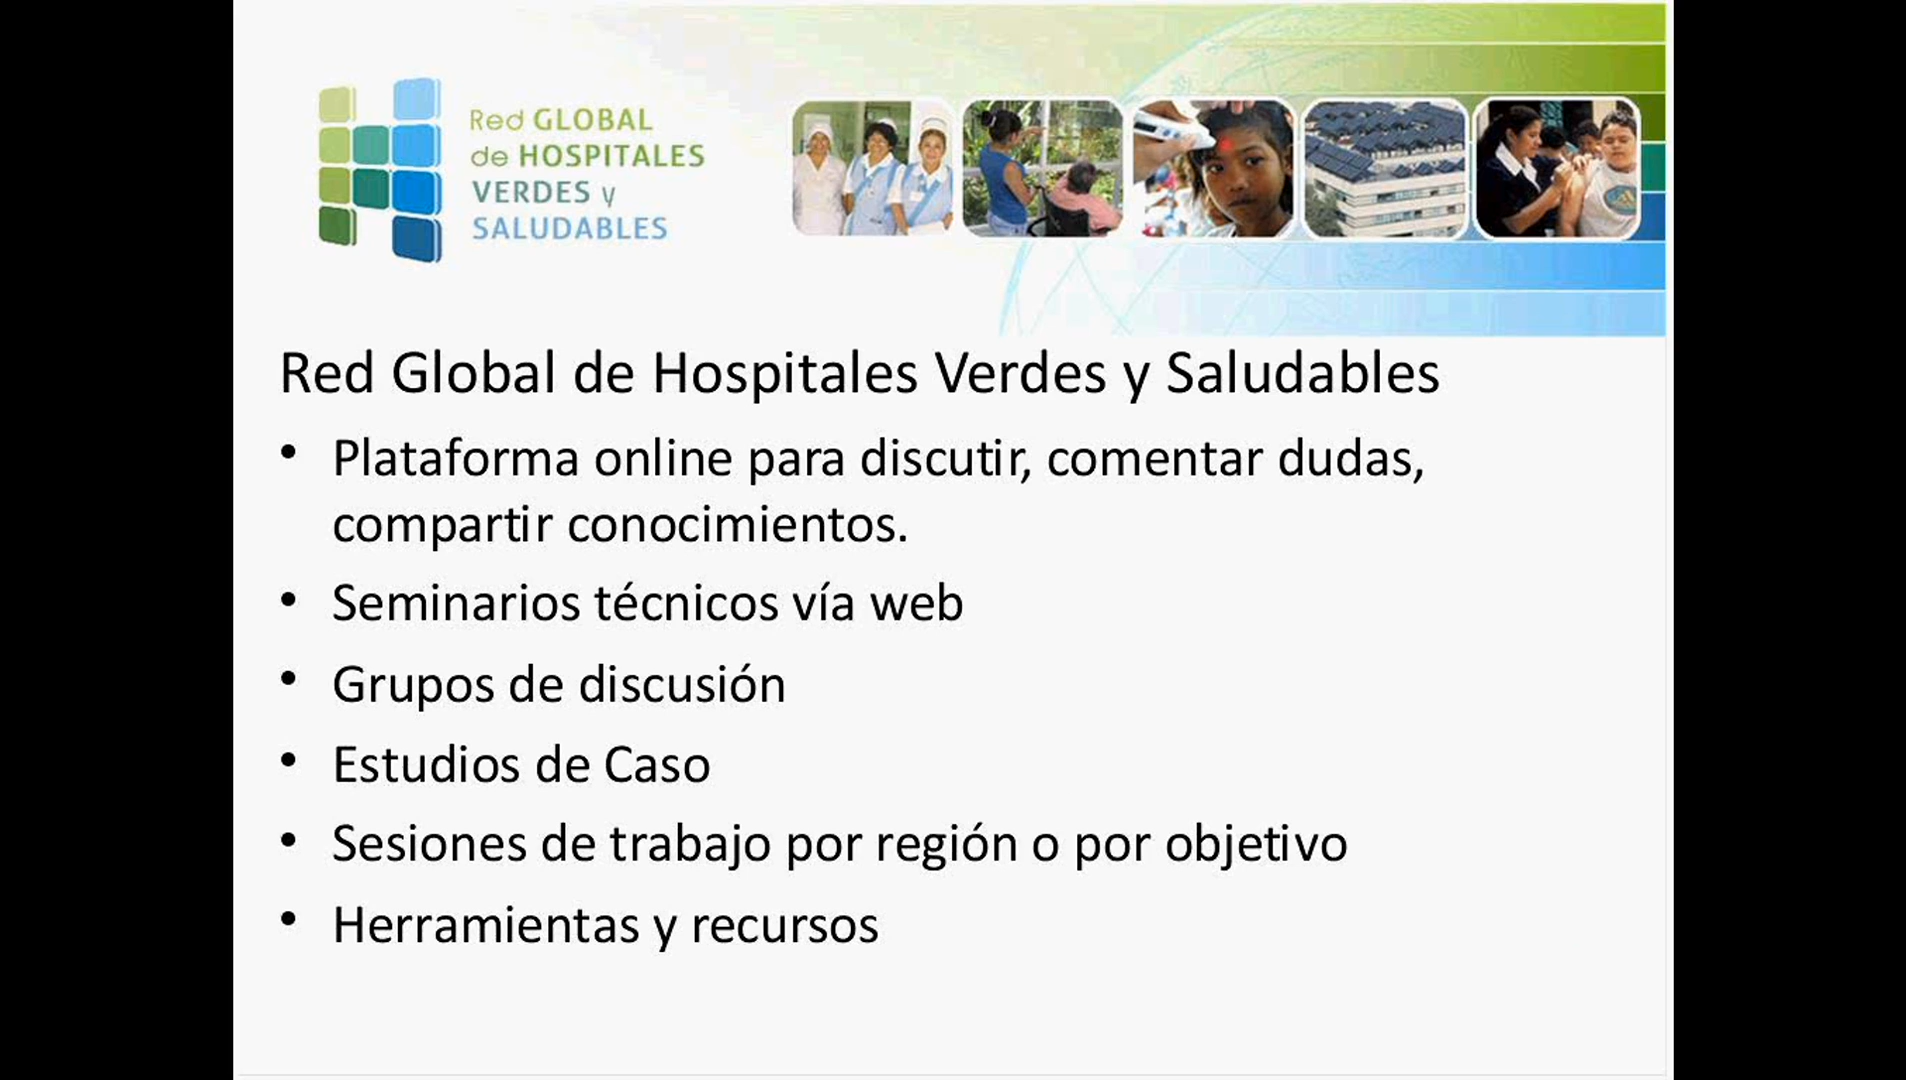 Red GLOBAL
de HOSPITALES
VERDES y
SALUDABLES
Red Global de Hospitales Verdes y Saludables
• Plataforma online para discutir, comentar dudas,
compartir conocimientos.
• Seminarios técnicos vía web
• Grupos de discusión
• Estudios de Caso
• Sesiones de trabajo por región o por objetivo
• Herramientas y recursos